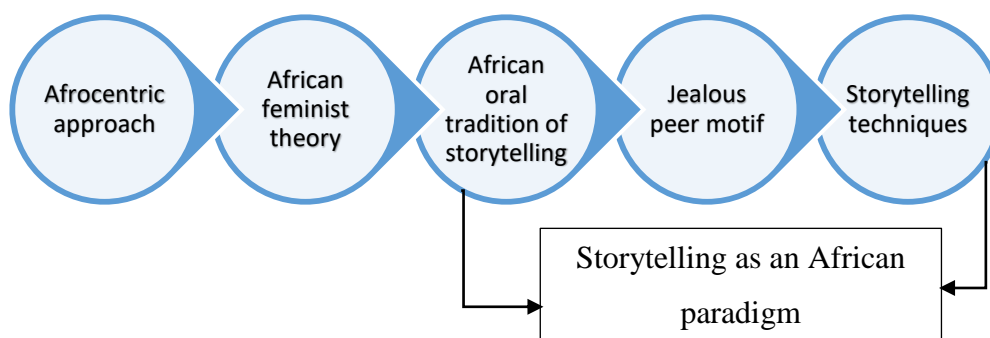 Afrocentric
approach
African
feminist
theory
African
oral
tradition of
storytelling
Jealous
peer motif
Storytelling
techniques
Storytelling as an African
paradigm